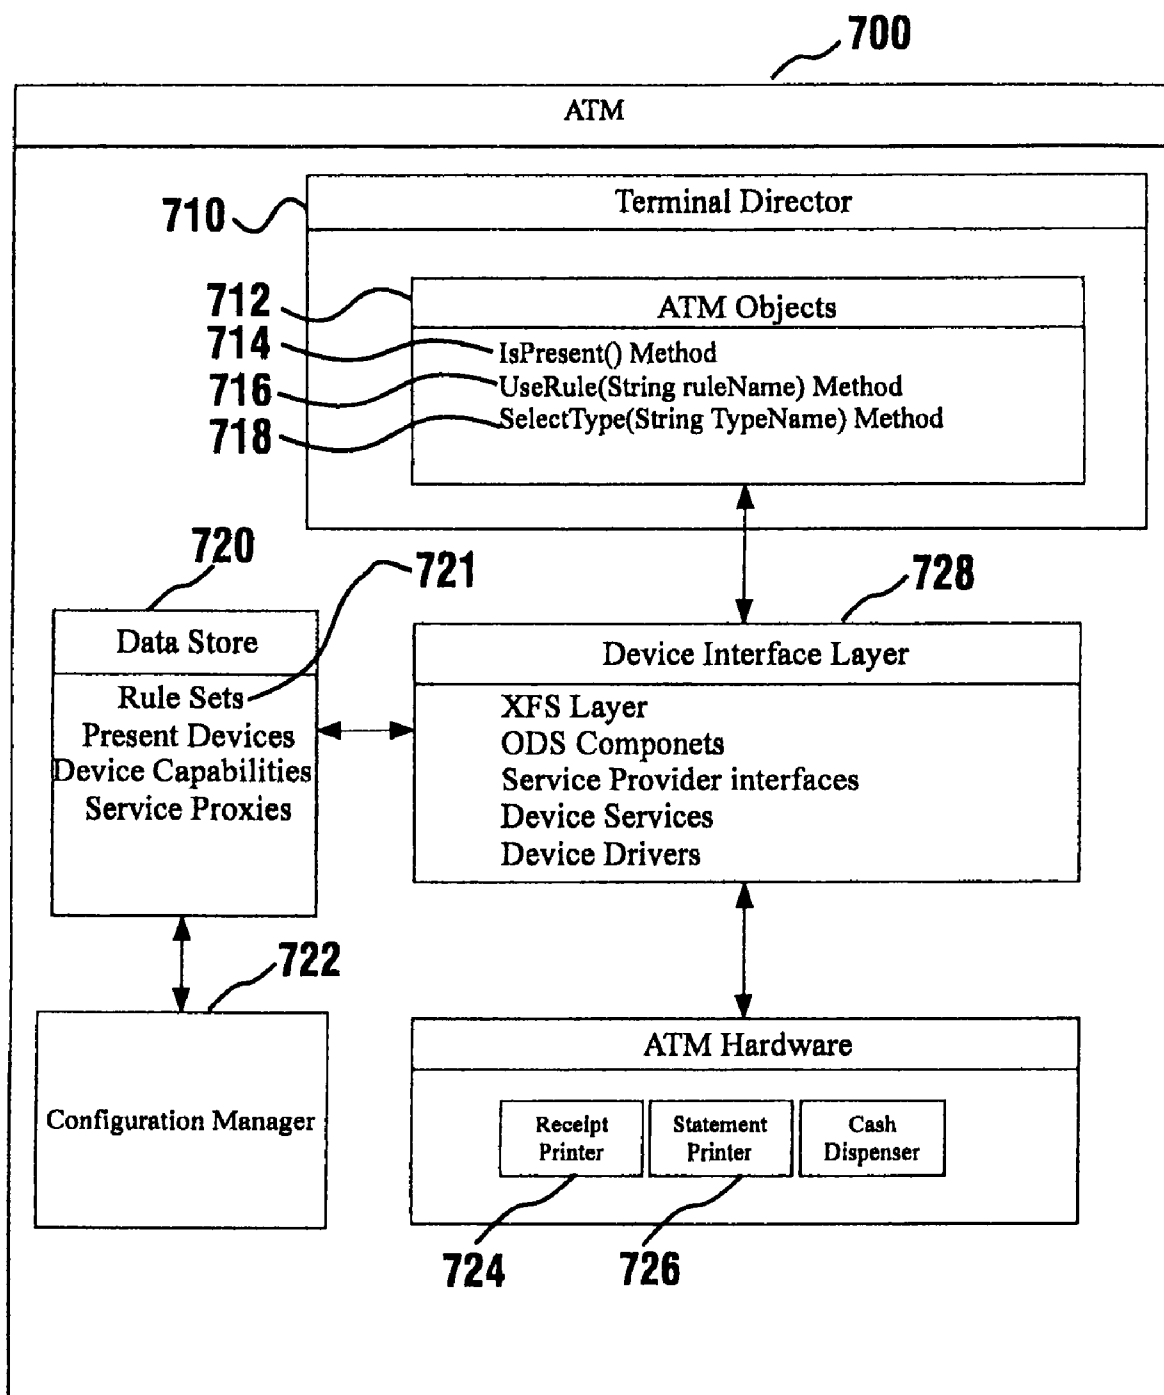 700
ATM
710
Terminal Director
712
ATM Objects
714
IsPresent() Method
716
UseRule(String ruleName) Method
718
SelectType(String TypeName) Method
720
721
728
Data Store
Rule Sets
Present Devices
Device Capabilities
Service Proxies
Device Interface Layer
XFS Layer
ODS Componets
Service Provider interfaces
Device Services
Device Drivers
722
Configuration Manager
ATM Hardware
Receipt
Printer
Statement
Printer
Cash
Dispenser
724
726